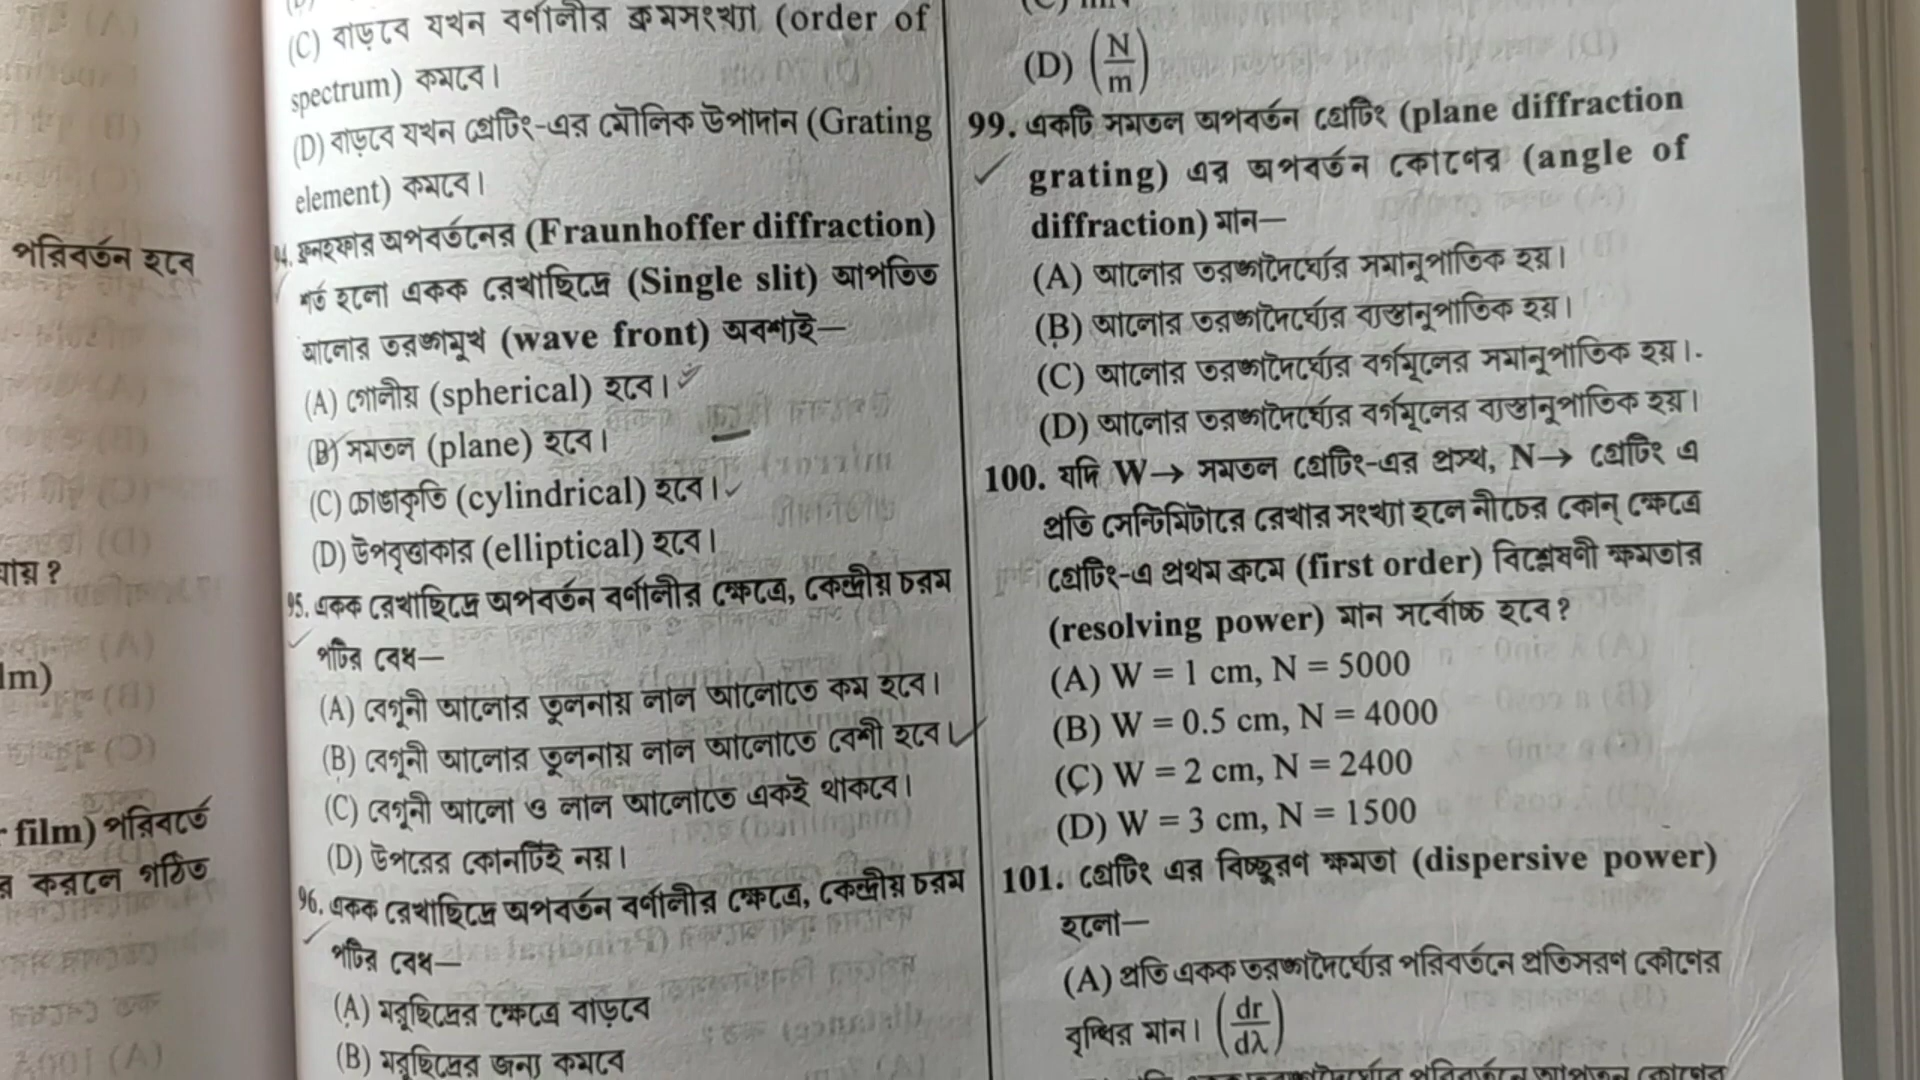 পরিবর্তন হবে
lm)
film) পরিবর্তে
করলে গঠিত
(C) বাড়বে যখন বর্ণালীর ক্রমসংখ্যা (order of
spectrum) কমবে।
(D) বাড়বে যখন গ্রেটিং-এর মৌলিক উপাদান (Grating
element) কমবে।
94. ফ্রনহফার অপবর্তনের (Fraunhoffer diffraction)
শর্ত হলো একক রেখাছিদ্রে (Single slit) আপতিত
আলোর তরঙ্গমুখ (wave front) অবশ্যই—
(A) গোলীয় (spherical) হবে।
(B) সমতল (plane) হবে।
(C) চোঙাকৃতি (cylindrical) হবে।
(D) উপবৃত্তাকার (elliptical) হবে।
95. একক রেখাছিদ্রে অপবর্তন বর্ণালীর ক্ষেত্রে, কেন্দ্রীয় চরম
পটির বেধ—
(A) বেগুনী আলোর তুলনায় লাল আলোতে কম হবে।
(B) বেগুনী আলোর তুলনায় লাল আলোতে বেশী হবে।
(C) বেগুনী আলো ও লাল আলোতে একই থাকবে।
(D) উপরের কোনটিই নয়।
96. একক রেখাছিদ্রে অপবর্তন বর্ণালীর ক্ষেত্রে, কেন্দ্রীয় চরম
পটির বেধ—
(A) সরুছিদ্রের ক্ষেত্রে বাড়বে
(B) সরুছিদ্রের জন্য কমবে
(D) (N/m)
99. একটি সমতল অপবর্তন গ্রেটিং (plane diffraction
grating) এর অপবর্তন কোণের (angle of
diffraction) মান—
(A) আলোর তরঙ্গদৈর্ঘ্যের সমানুপাতিক হয়।
(B) আলোর তরঙ্গদৈর্ঘ্যের ব্যস্তানুপাতিক হয়।
(C) আলোর তরঙ্গদৈর্ঘ্যের বর্গমূলের সমানুপাতিক হয়।
(D) আলোর তরঙ্গদৈর্ঘ্যের বর্গমূলের ব্যস্তানুপাতিক হয়।
100. যদি W→ সমতল গ্রেটিং-এর প্রস্থ, N→ গ্রেটিং এ
প্রতি সেন্টিমিটারে রেখার সংখ্যা হলে নীচের কোন্ ক্ষেত্রে
গ্রেটিং-এ প্রথম ক্রমে (first order) বিশ্লেষণী ক্ষমতার
(resolving power) মান সর্বোচ্চ হবে?
(A) W = 1 cm, N = 5000
(B) W = 0.5 cm, N = 4000
(C) W = 2 cm, N = 2400
(D) W = 3 cm, N = 1500
101. গ্রেটিং এর বিচ্ছুরণ ক্ষমতা (dispersive power)
হলো—
(A) প্রতি একক তরঙ্গদৈর্ঘ্যের পরিবর্তনে প্রতিসরণ কোণের
বৃদ্ধির মান। (dr/dλ)